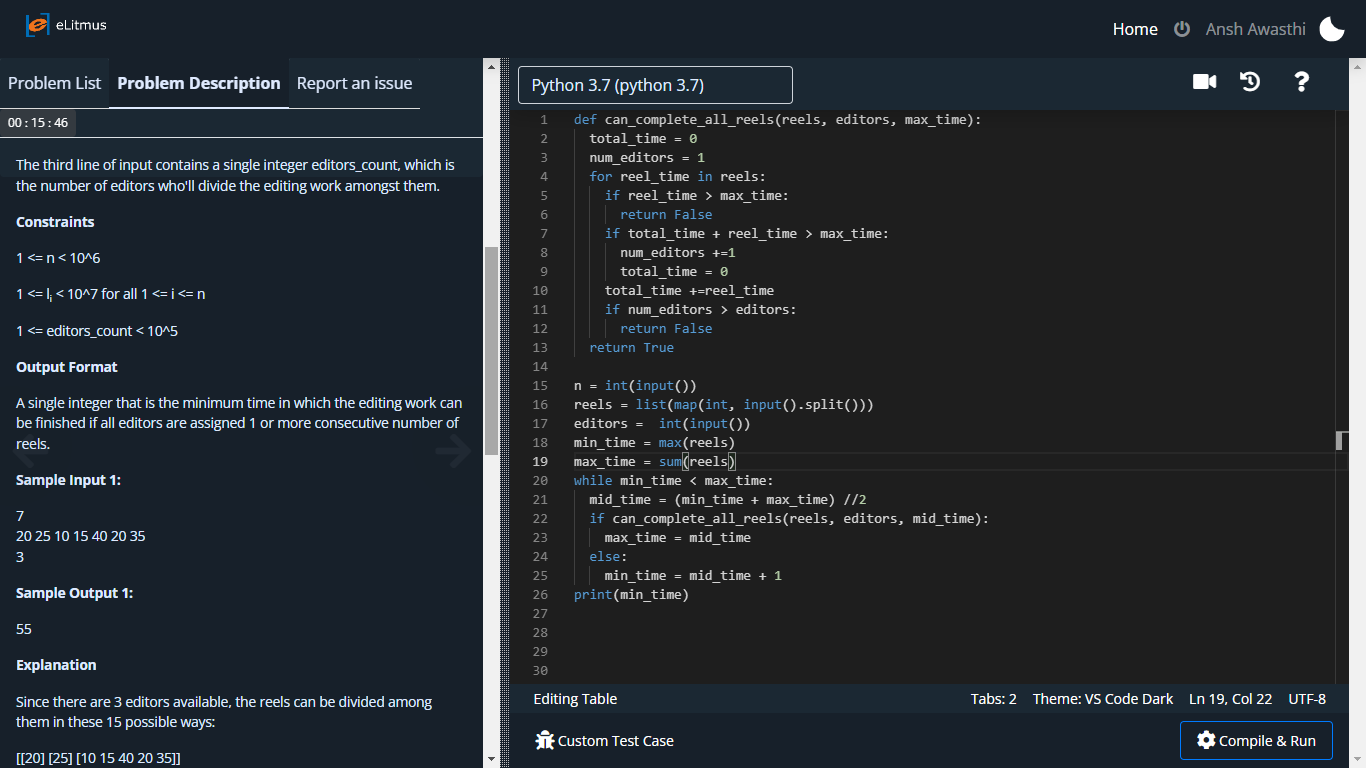 eLitmus
Home Ansh Awasthi
Problem List Problem Description Report an issue
00 : 15 : 46
The third line of input contains a single integer editors_count, which is
the number of editors who'll divide the editing work amongst them.
Constraints
1 <= n < 10^6
1 <= lᵢ < 10^7 for all 1 <= i <= n
1 <= editors_count < 10^5
Output Format
A single integer that is the minimum time in which the editing work can
be finished if all editors are assigned 1 or more consecutive number of
reels.
Sample Input 1:
7
20 25 10 15 40 20 35
3
Sample Output 1:
55
Explanation
Since there are 3 editors available, the reels can be divided among
them in these 15 possible ways:
[[20] [25] [10 15 40 20 35]]
Python 3.7 (python 3.7)
?
1 def can_complete_all_reels(reels, editors, max_time):
2   total_time = 0
3   num_editors = 1
4   for reel_time in reels:
5     if reel_time > max_time:
6       return False
7     if total_time + reel_time > max_time:
8       num_editors +=1
9       total_time = 0
10     total_time +=reel_time
11     if num_editors > editors:
12       return False
13   return True
14
15 n = int(input())
16 reels = list(map(int, input().split()))
17 editors =  int(input())
18 min_time = max(reels)
19 max_time = sum(reels)
20 while min_time < max_time:
21   mid_time = (min_time + max_time) //2
22   if can_complete_all_reels(reels, editors, mid_time):
23     max_time = mid_time
24   else:
25     min_time = mid_time + 1
26 print(min_time)
27
28
29
30
Editing Table Tabs: 2 Theme: VS Code Dark Ln 19, Col 22 UTF-8
Custom Test Case Compile & Run